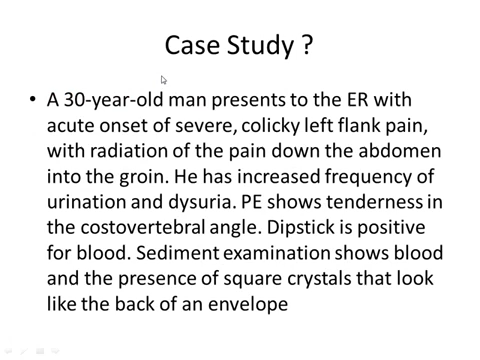 Case Study ?
• A 30-year-old man presents to the ER with
acute onset of severe, colicky left flank pain,
with radiation of the pain down the abdomen
into the groin. He has increased frequency of
urination and dysuria. PE shows tenderness in
the costovertebral angle. Dipstick is positive
for blood. Sediment examination shows blood
and the presence of square crystals that look
like the back of an envelope